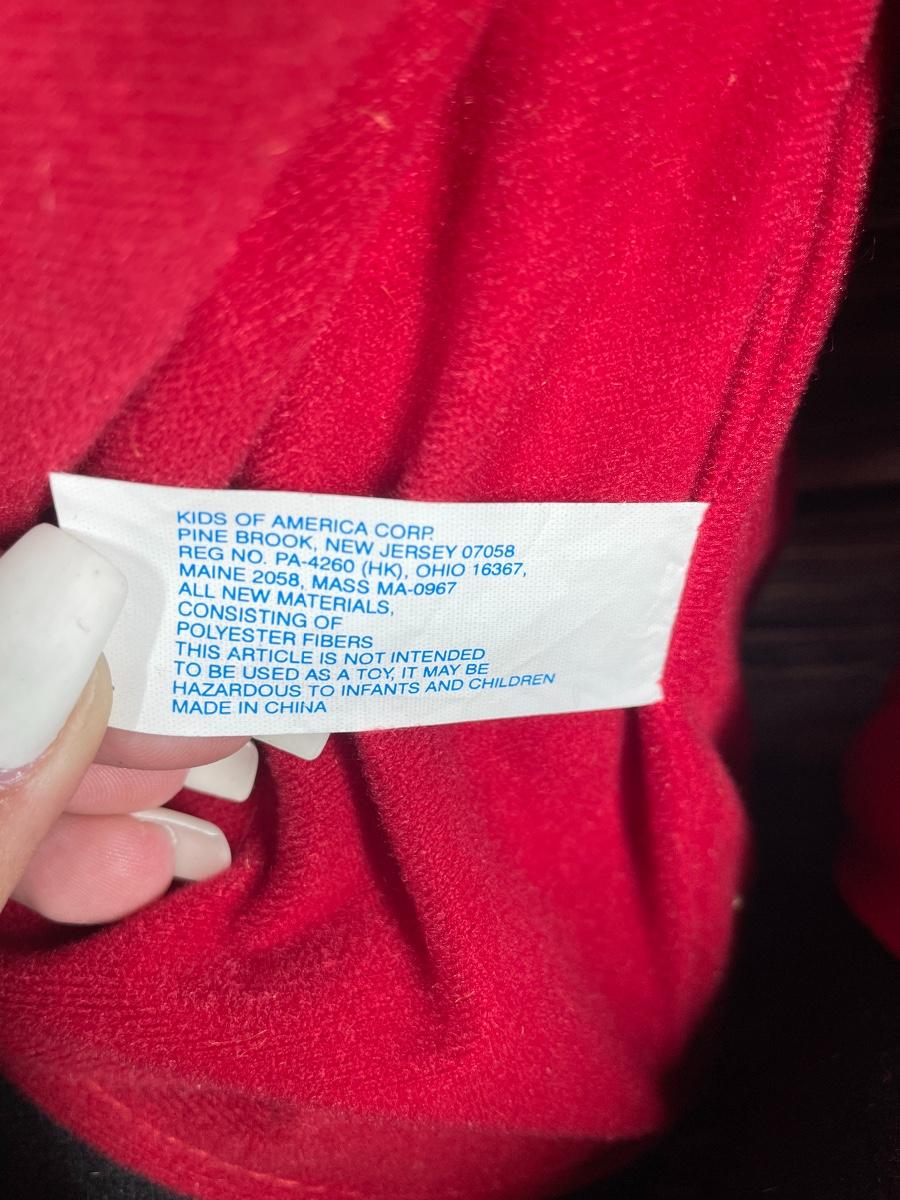 KIDS OF AMERICA CORP.
PINE BROOK, NEW JERSEY 07058
REG NO. PA-4260 (HK), OHIO 16367,
MAINE 2058, MASS MA-0967
ALL NEW MATERIALS,
CONSISTING OF
POLYESTER FIBERS
THIS ARTICLE IS NOT INTENDED
TO BE USED AS A TOY, IT MAY BE
HAZARDOUS TO INFANTS AND CHILDREN
MADE IN CHINA